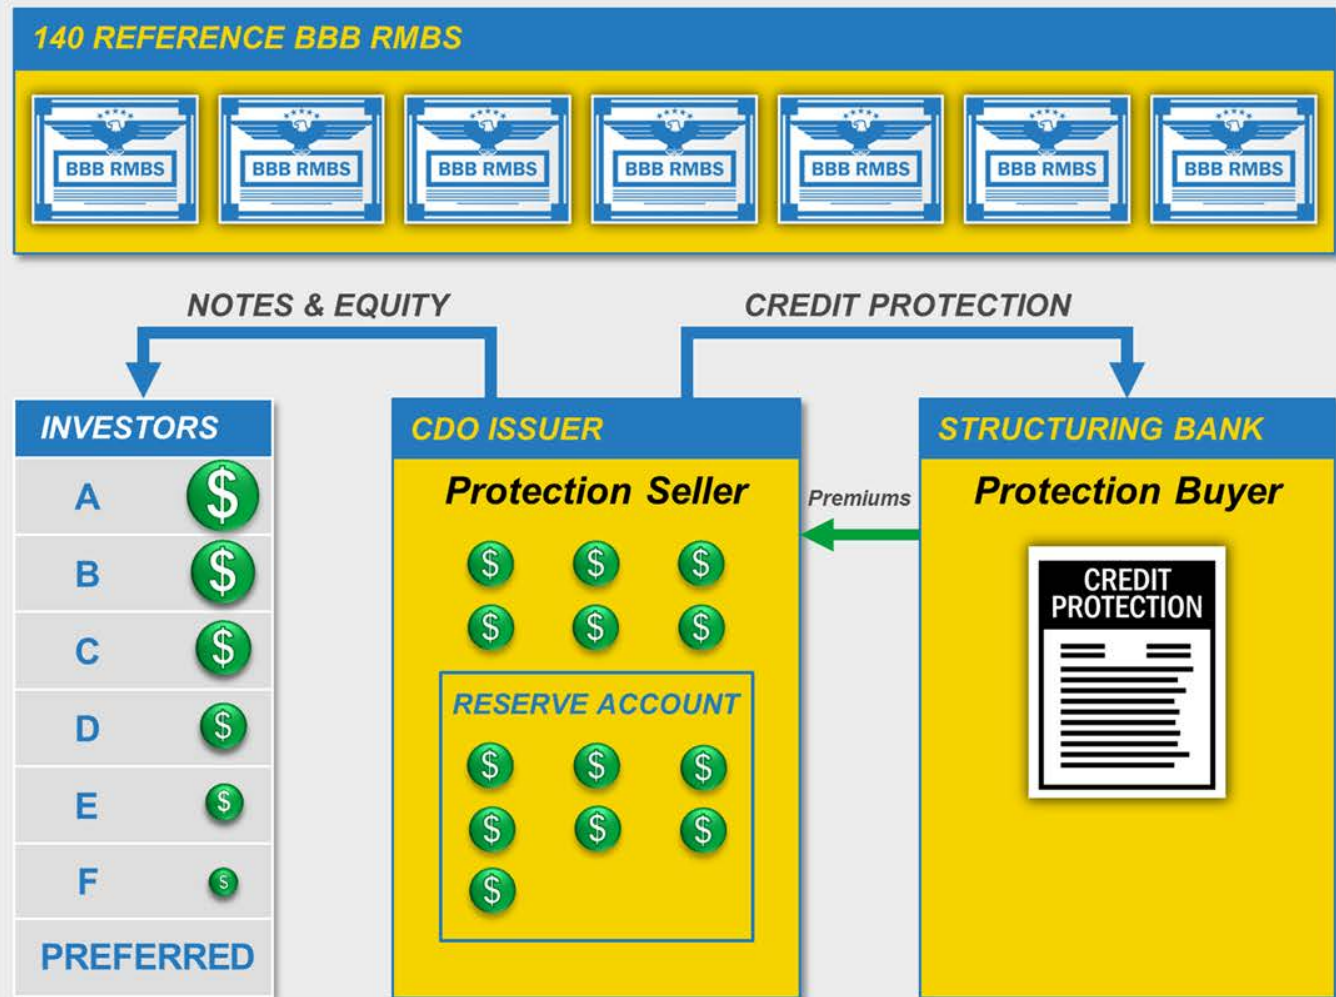 140 REFERENCE BBB RMBS
BBB RMBS
BBB RMBS
BBB RMBS
BBB RMBS
BBB RMBS
BBB RMBS
BBB RMBS
NOTES & EQUITY
CREDIT PROTECTION
INVESTORS
A $
B $
C $
D $
E $
F $
PREFERRED
CDO ISSUER
Protection Seller
$ $ $
$ $ $
RESERVE ACCOUNT
$ $ $
$ $ $
$
Premiums
STRUCTURING BANK
Protection Buyer
CREDIT
PROTECTION